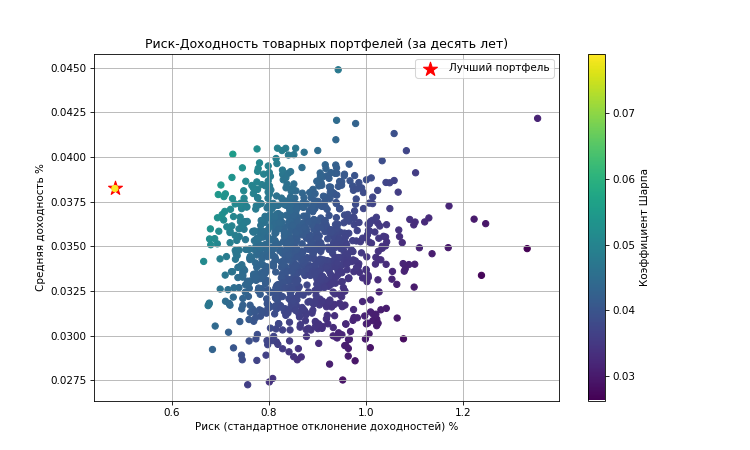 Риск-Доходность товарных портфелей (за десять лет)
Лучший портфель
Средняя доходность %
0.0450
0.0425
0.0400
0.0375
0.0350
0.0325
0.0300
0.0275
0.6 0.8 1.0 1.2
Риск (стандартное отклонение доходностей) %
0.07
0.06
0.05
0.04
0.03
Коэффициент Шарпа